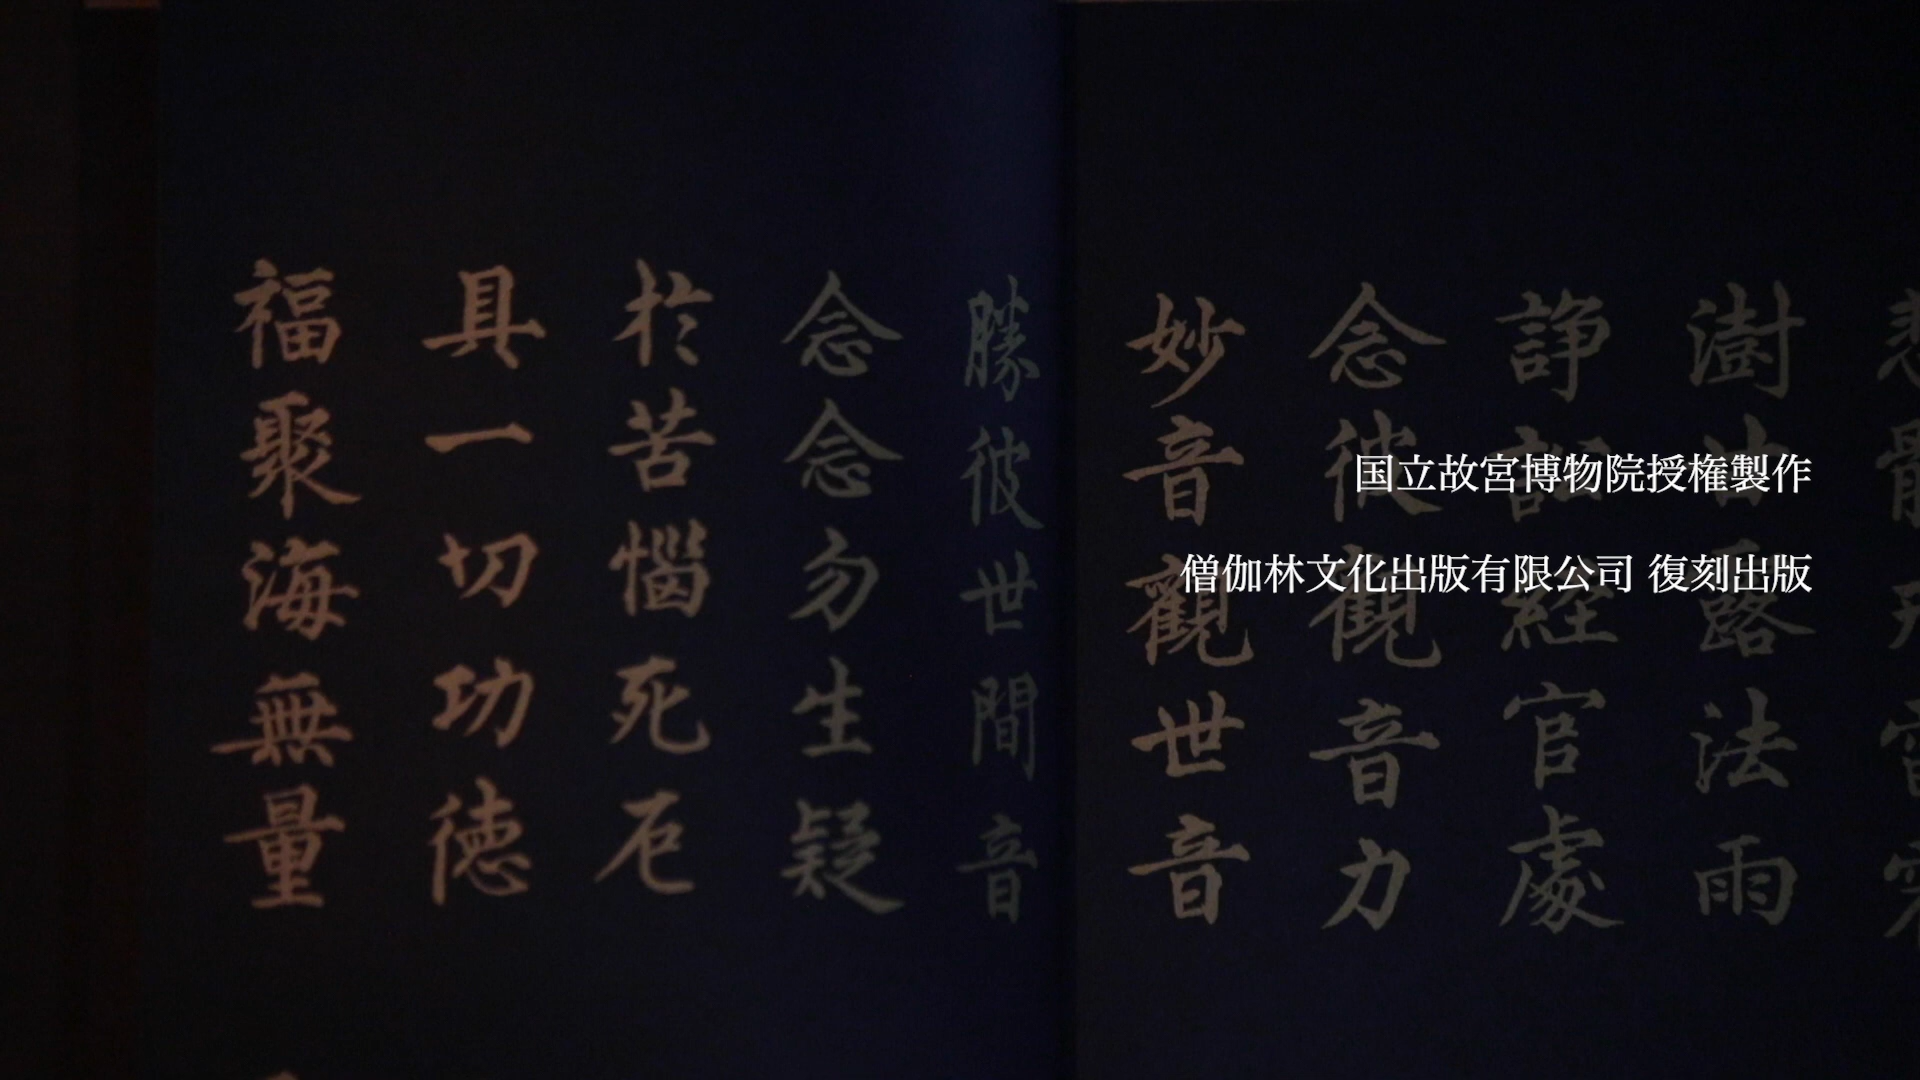 澍甘露法雨
諍訟經官處
念彼觀音力
妙音觀世音
勝彼世間音
念念勿生疑
於苦惱死厄
具一切功德
福聚海無量
国立故宮博物院授権製作
僧伽林文化出版有限公司 復刻出版